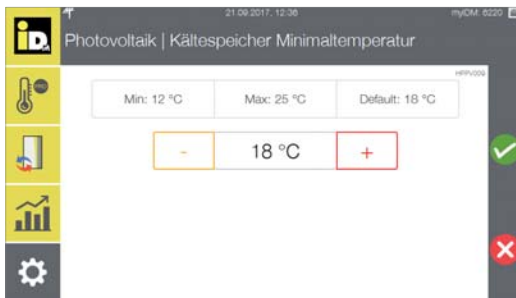 21.09.2017. 12:36
myiDM: 6220
iD.
Photovoltaik | Kältespeicher Minimaltemperatur
HPPV009
Min: 12 °C
Max: 25 °C
Default: 18 °C
-
18 °C
+